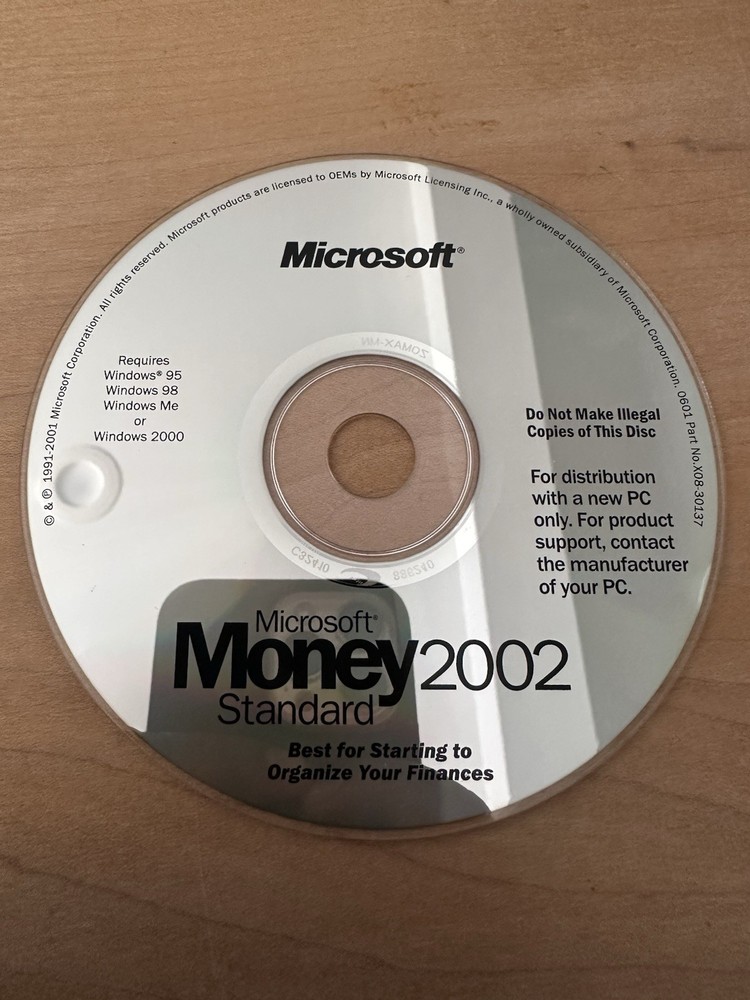 © & ℗ 1991-2001 Microsoft Corporation. All rights reserved. Microsoft products are licensed to OEMs by Microsoft Licensing Inc., a wholly owned subsidiary of Microsoft Corporation. 0601 Part No.X08-30137
Microsoft®
Requires
Windows® 95
Windows 98
Windows Me
or
Windows 2000
Do Not Make Illegal
Copies of This Disc
For distribution
with a new PC
only. For product
support, contact
the manufacturer
of your PC.
Microsoft®
Money 2002
Standard
Best for Starting to
Organize Your Finances